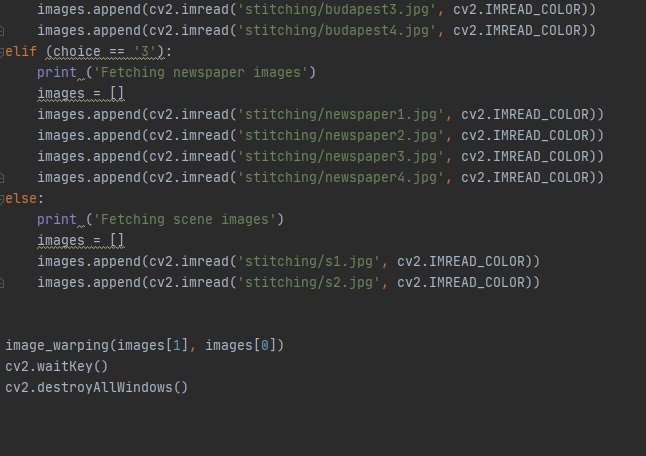 images.append(cv2.imread('stitching/budapest3.jpg', cv2.IMREAD_COLOR))
images.append(cv2.imread('stitching/budapest4.jpg', cv2.IMREAD_COLOR))
elif (choice == '3'):
print ('Fetching newspaper images')
images = []
images.append(cv2.imread('stitching/newspaper1.jpg', cv2.IMREAD_COLOR))
images.append(cv2.imread('stitching/newspaper2.jpg', cv2.IMREAD_COLOR))
images.append(cv2.imread('stitching/newspaper3.jpg', cv2.IMREAD_COLOR))
images.append(cv2.imread('stitching/newspaper4.jpg', cv2.IMREAD_COLOR))
else:
print ('Fetching scene images')
images = []
images.append(cv2.imread('stitching/s1.jpg', cv2.IMREAD_COLOR))
images.append(cv2.imread('stitching/s2.jpg', cv2.IMREAD_COLOR))
image_warping(images[1], images[0])
cv2.waitKey()
cv2.destroyAllWindows()